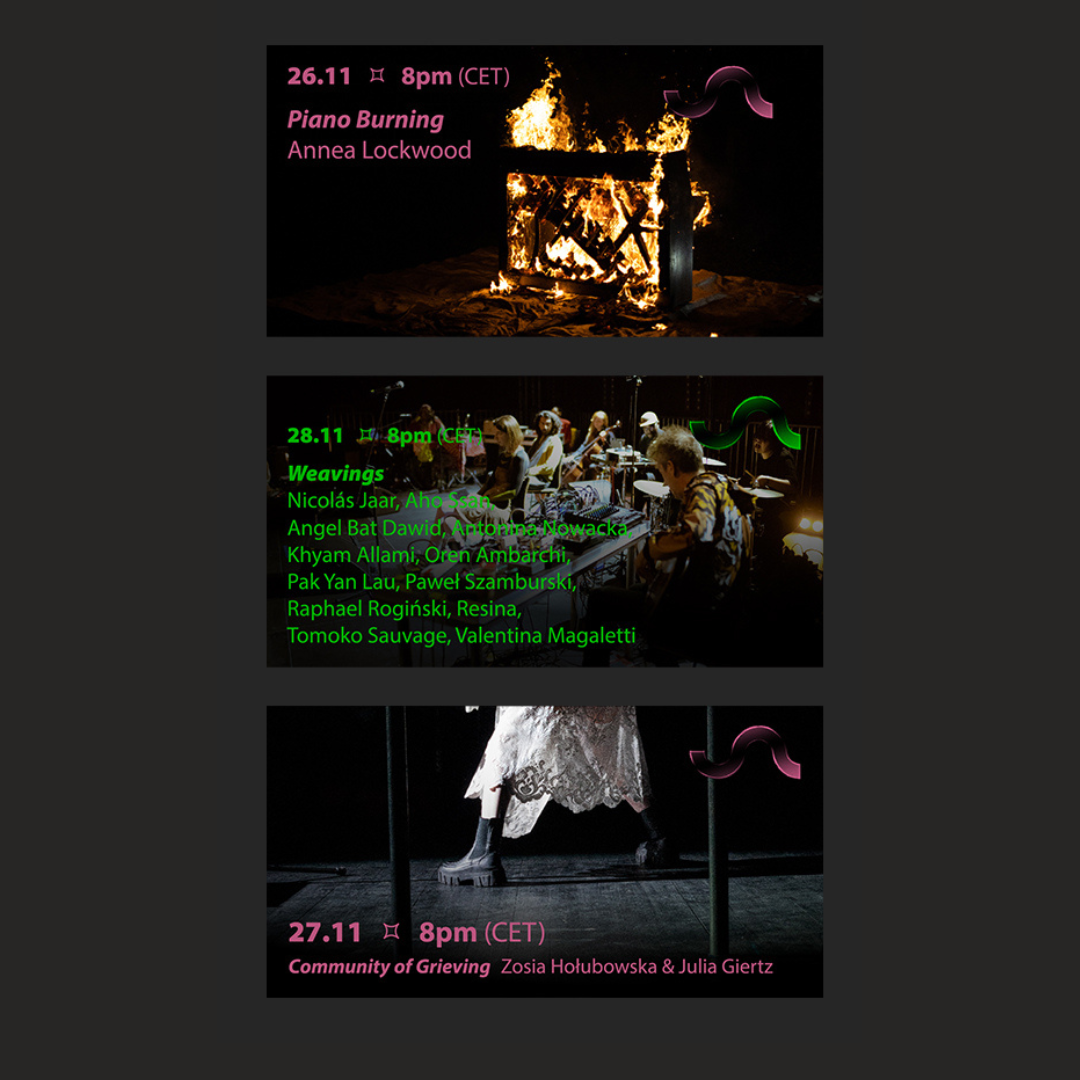 26.11 ¤ 8pm (CET)
Piano Burning
Annea Lockwood
28.11 ¤ 8pm (CET)
Weavings
Nicolás Jaar, Aho Ssan,
Angel Bat Dawid, Antonina Nowacka,
Khyam Allami, Oren Ambarchi,
Pak Yan Lau, Paweł Szamburski,
Raphael Rogiński, Resina,
Tomoko Sauvage, Valentina Magaletti
27.11 ¤ 8pm (CET)
Community of Grieving Zosia Hołubowska & Julia Giertz